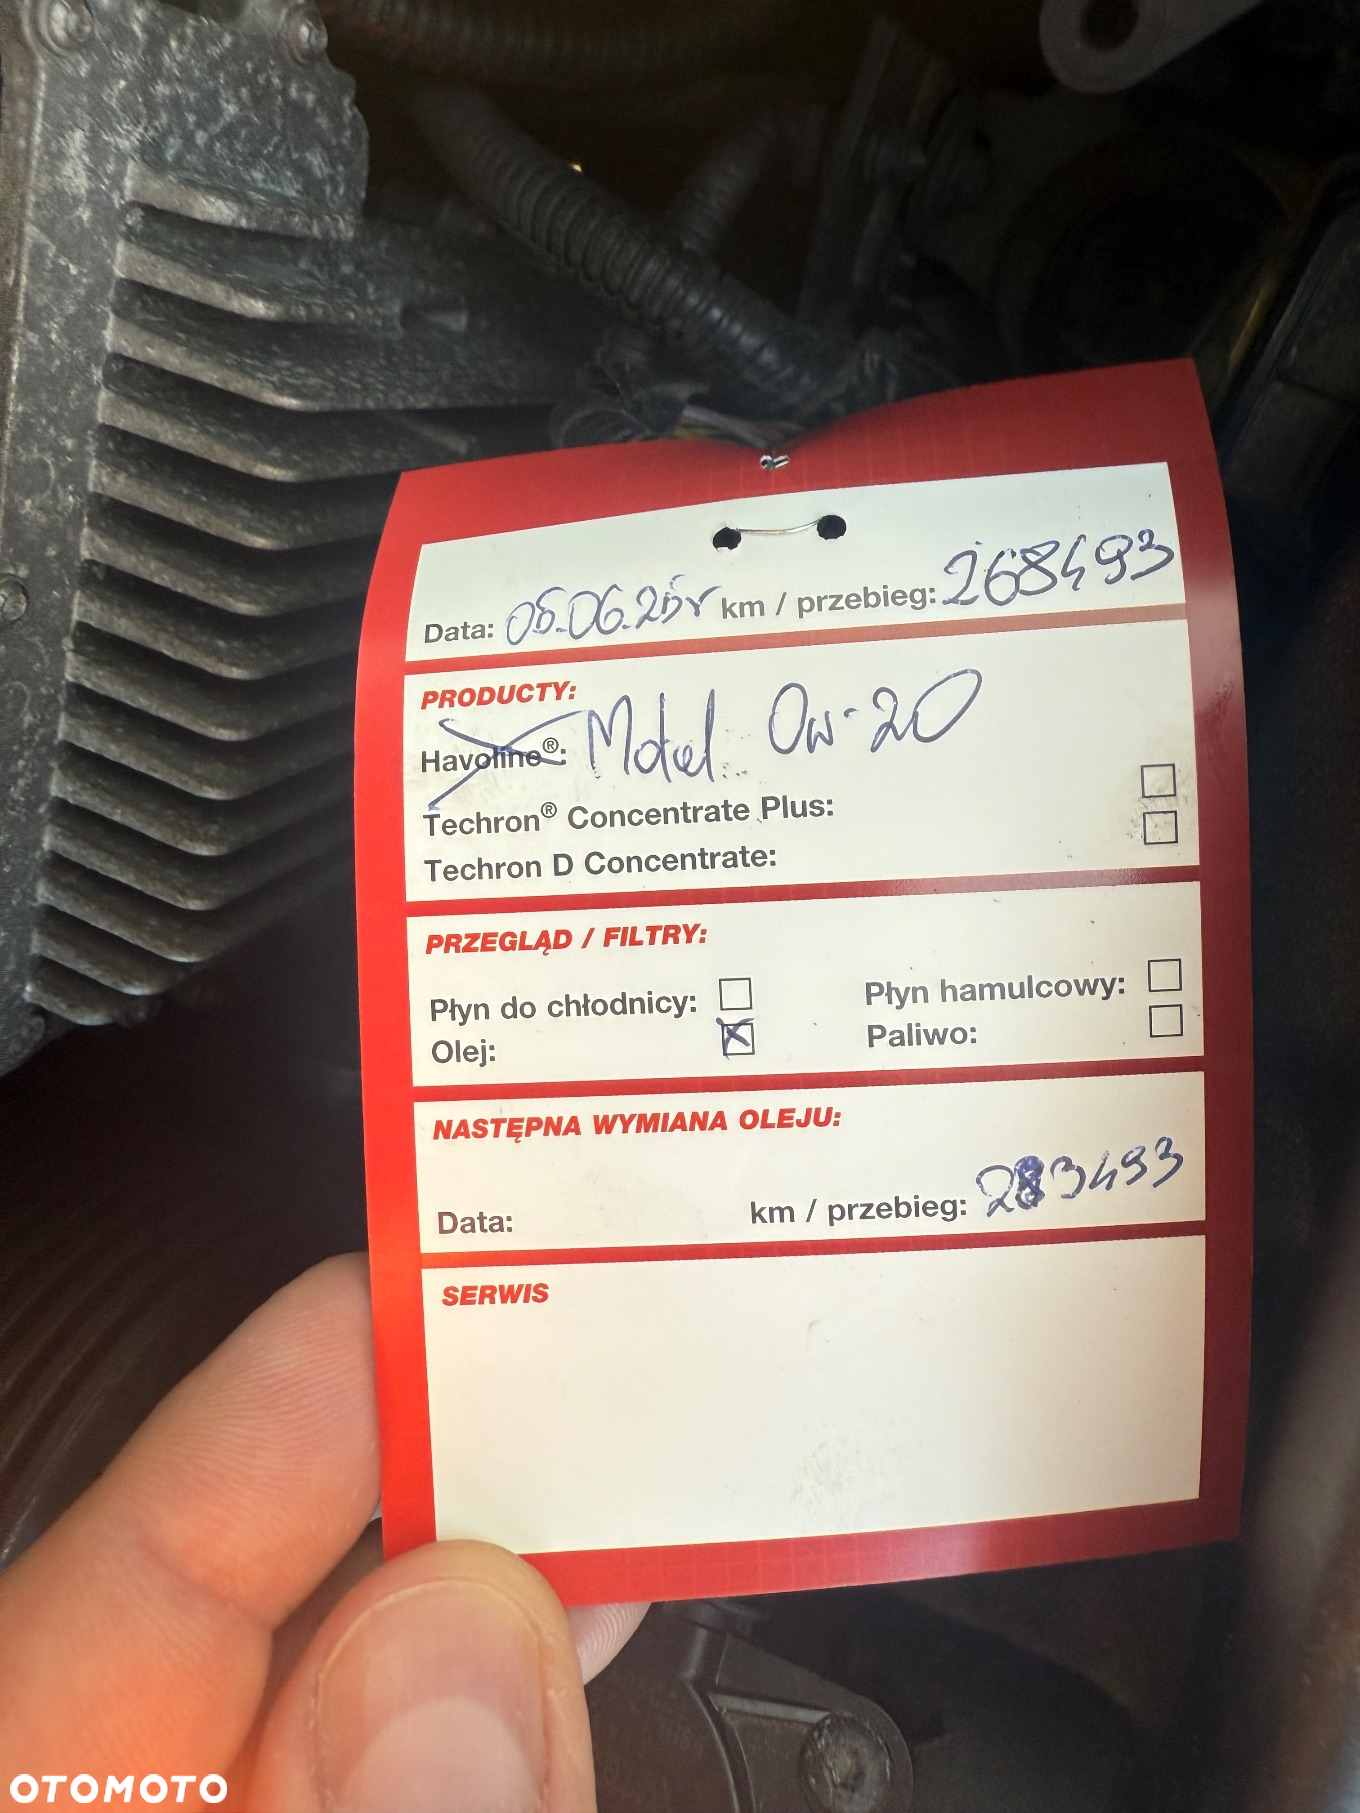 Data: 05.06.25r km / przebieg: 268493
PRODUCTY:
Havoline®: Motul 0w-20
Techron® Concentrate Plus:
Techron D Concentrate:
PRZEGLĄD / FILTRY:
Płyn do chłodnicy: Płyn hamulcowy:
Olej: Paliwo:
NASTĘPNA WYMIANA OLEJU:
Data: km / przebieg: 283493
SERWIS
OTOMOTO